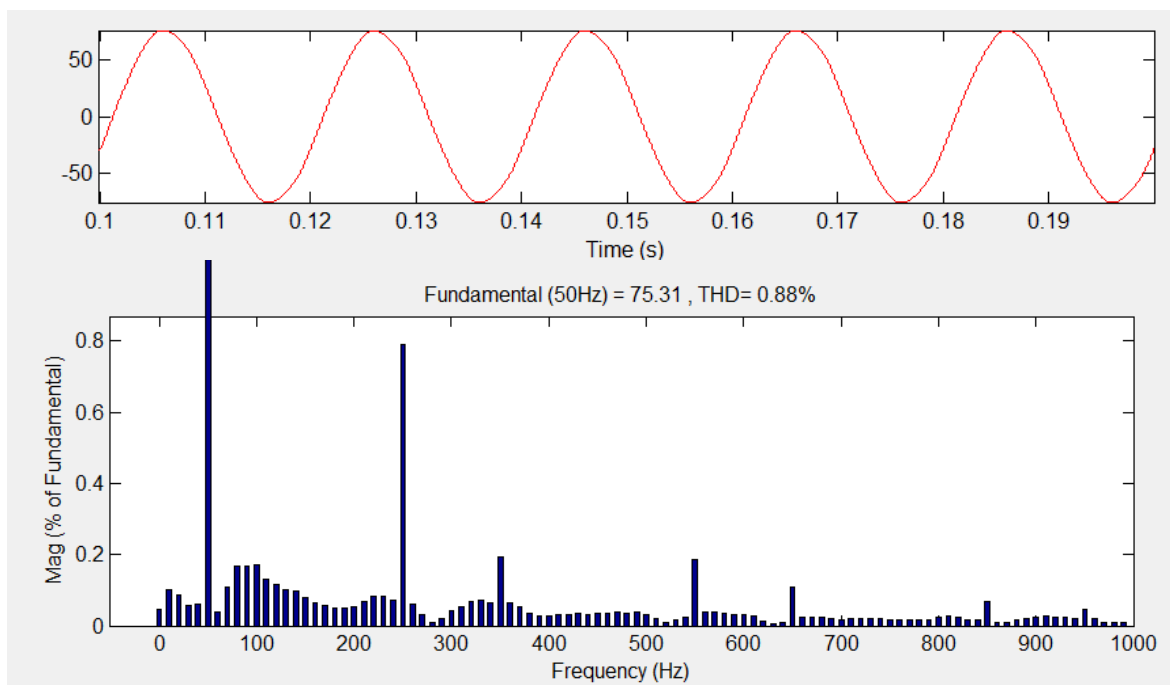 50
0
-50
0.1 0.11 0.12 0.13 0.14 0.15 0.16 0.17 0.18 0.19
Time (s)
Fundamental (50Hz) = 75.31 , THD= 0.88%
0.8
0.6
0.4
0.2
0
Mag (% of Fundamental)
0 100 200 300 400 500 600 700 800 900 1000
Frequency (Hz)